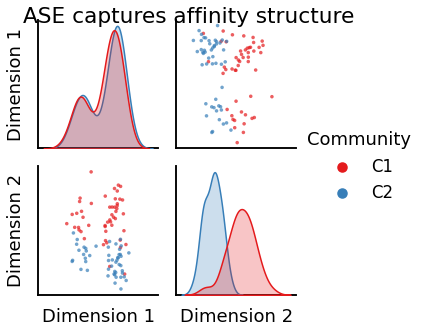 ASE captures affinity structure
Dimension 1
Community
C1
C2
Dimension 2
Dimension 1
Dimension 2